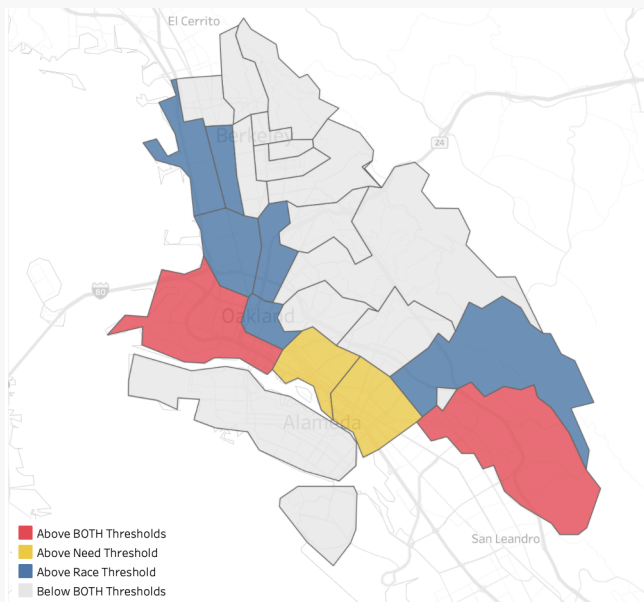 El Cerrito
Berkeley
24
80
Oakland
Alameda
San Leandro
Above BOTH Thresholds
Above Need Threshold
Above Race Threshold
Below BOTH Thresholds